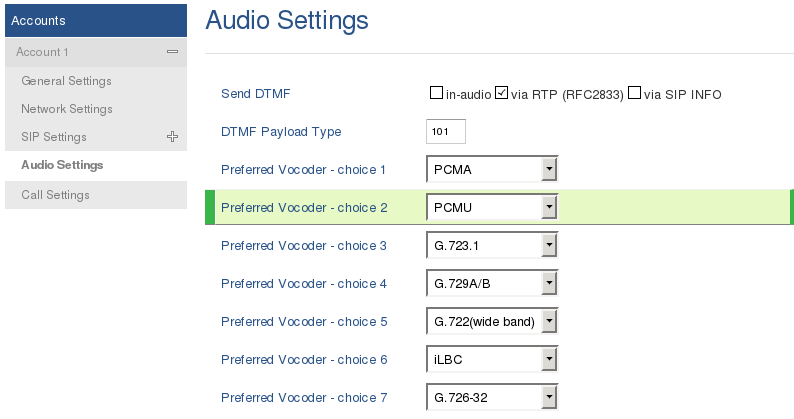 Accounts
Audio Settings
Account 1
General Settings
Network Settings
SIP Settings
Audio Settings
Call Settings
Send DTMF in-audio via RTP (RFC2833) via SIP INFO
DTMF Payload Type 101
Preferred Vocoder - choice 1 PCMA
Preferred Vocoder - choice 2 PCMU
Preferred Vocoder - choice 3 G.723.1
Preferred Vocoder - choice 4 G.729A/B
Preferred Vocoder - choice 5 G.722(wide band)
Preferred Vocoder - choice 6 iLBC
Preferred Vocoder - choice 7 G.726-32